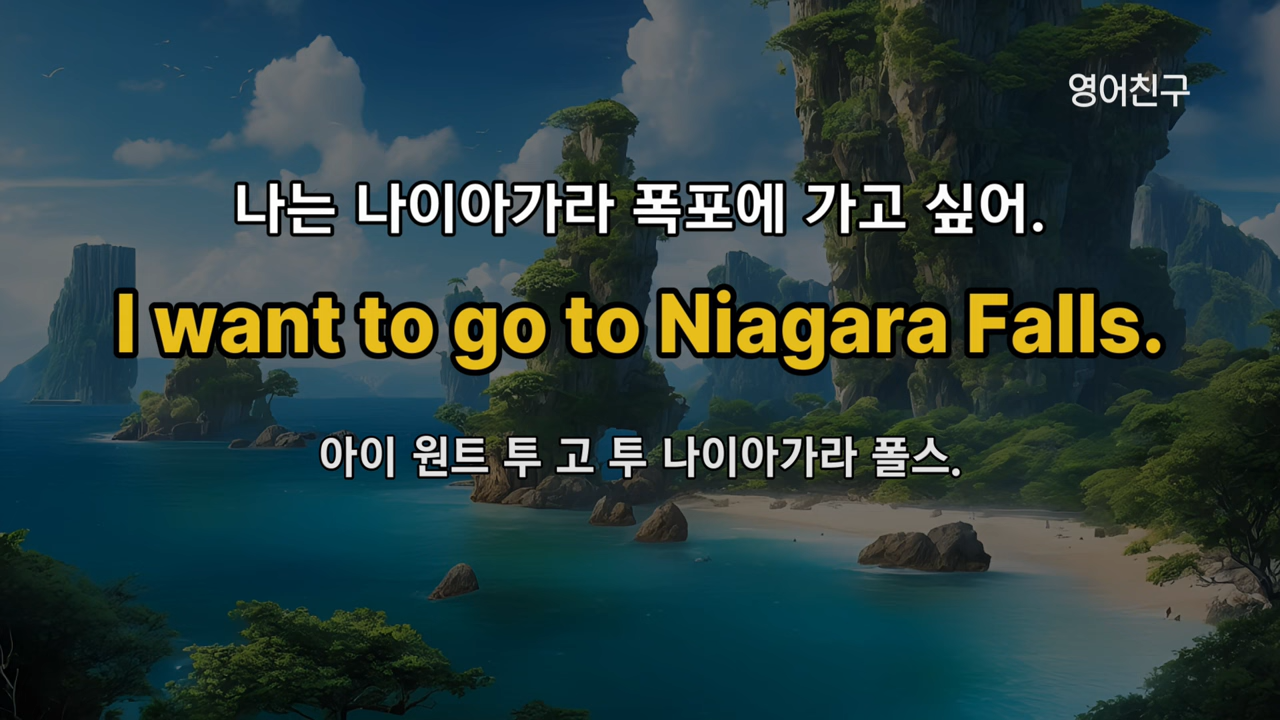 영어친구
나는 나이아가라 폭포에 가고 싶어.
I want to go to Niagara Falls.
아이 원트 투 고 투 나이아가라 폴스.